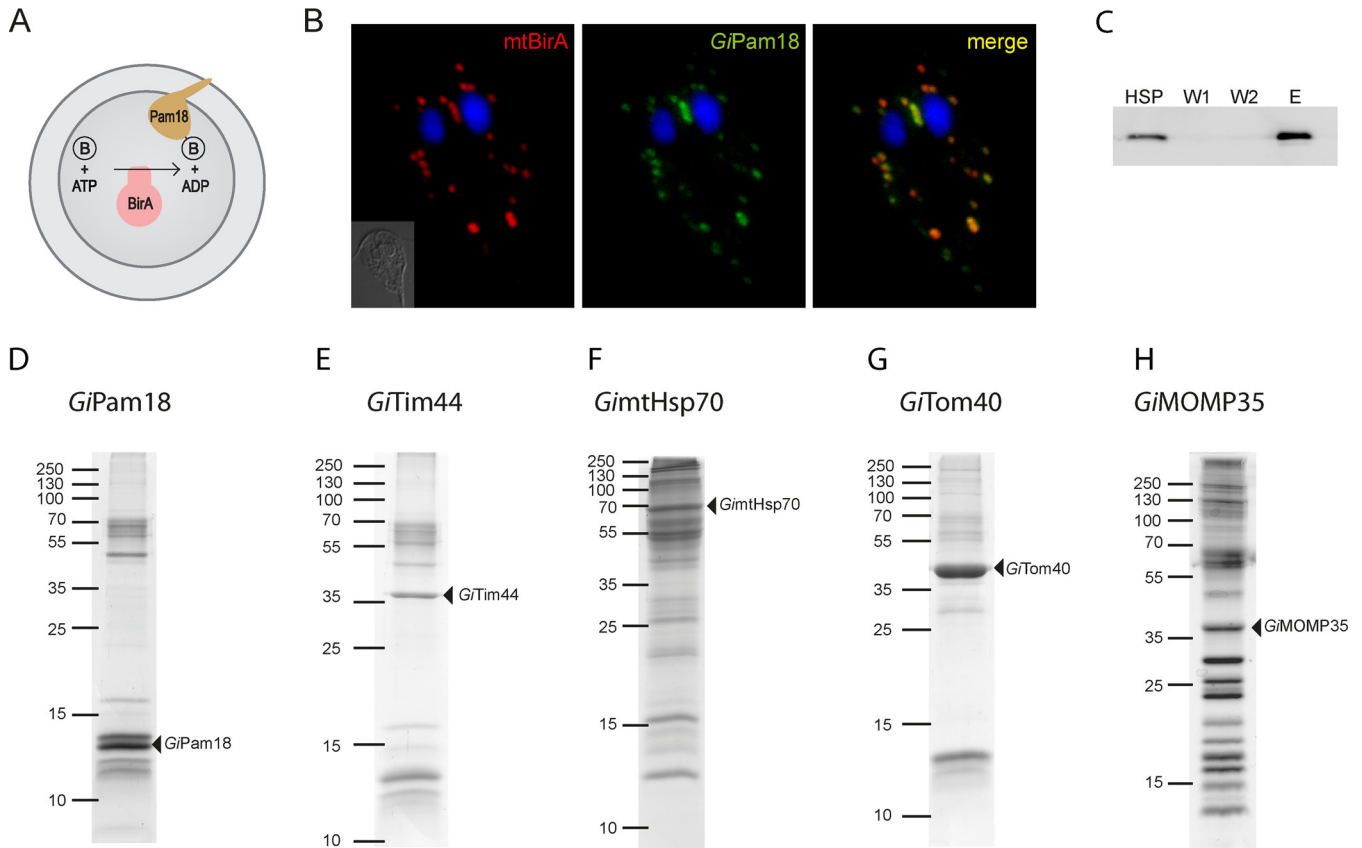 A
B
C
Pam18
B
B
+
+
ATP
ADP
BirA
mtBirA
GiPam18
merge
HSP W1 W2 E
D
E
F
G
H
GiPam18
GiTim44
GimtHsp70
GiTom40
GiMOMP35
250
130
100
70
55
35
25
15
10
GiPam18
250
130
100
70
55
35
25
15
10
GiTim44
250
130
100
70
55
35
25
15
10
GimtHsp70
250
130
100
70
55
35
25
15
10
GiTom40
250
130
100
70
55
35
25
15
GiMOMP35